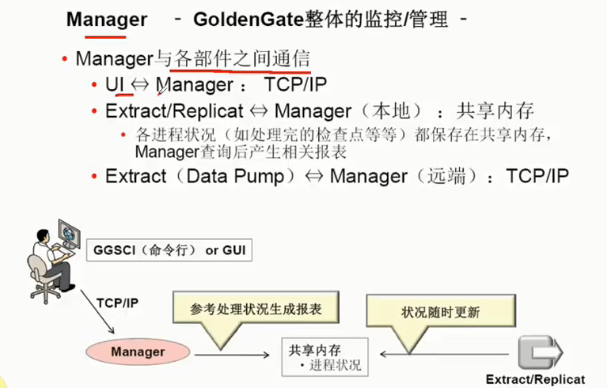 Manager - GoldenGate整体的监控/管理 -
• Manager与各部件之间通信
• UI ⇔ Manager： TCP/IP
• Extract/Replicat ⇔ Manager（本地）：共享内存
• 各进程状况（如处理完的检查点等等）都保存在共享内存，
Manager查询后产生相关报表
• Extract（Data Pump）⇔ Manager（远端）：TCP/IP
GGSCI（命令行） or GUI
TCP/IP
参考处理状况生成报表
状况随时更新
Manager
共享内存
・进程状况
Extract/Replicat